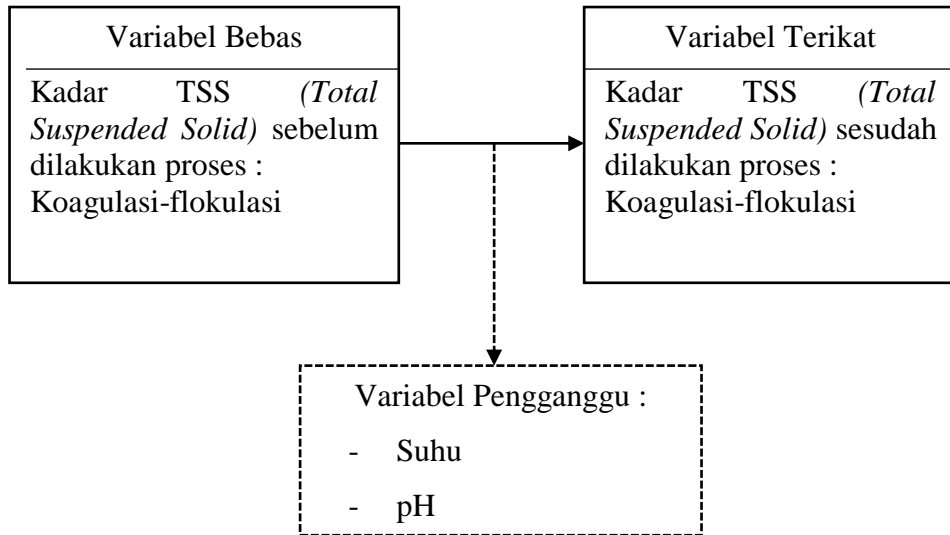 Variabel Bebas
Kadar TSS (Total
Suspended Solid) sebelum
dilakukan proses :
Koagulasi-flokulasi
Variabel Terikat
Kadar TSS (Total
Suspended Solid) sesudah
dilakukan proses :
Koagulasi-flokulasi
Variabel Pengganggu :
- Suhu
- pH